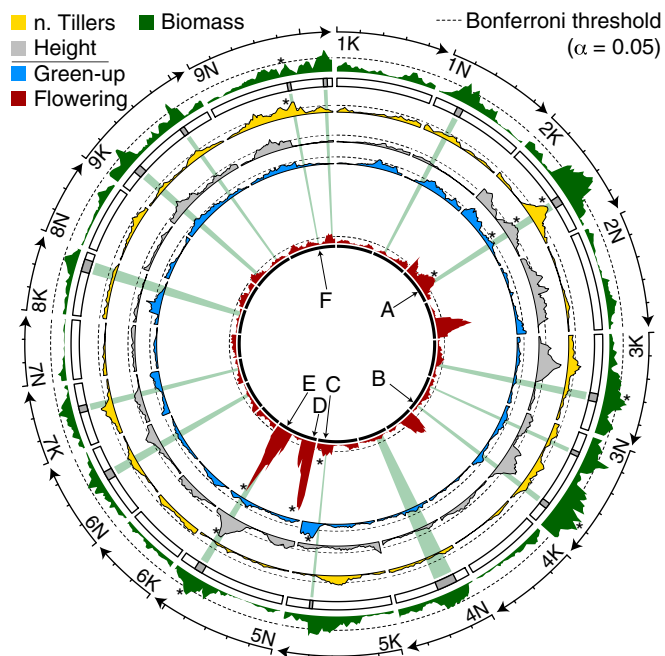 n. Tillers
Biomass
Height
Green-up
Flowering
Bonferroni threshold
(α = 0.05)
1K
1N
2K
2N
3K
3N
4K
4N
5K
5N
6K
6N
7K
7N
8K
8N
9K
9N
A
B
C
D
E
F
*
*
*
*
*
*
*
*
*
*
*
*
*
*